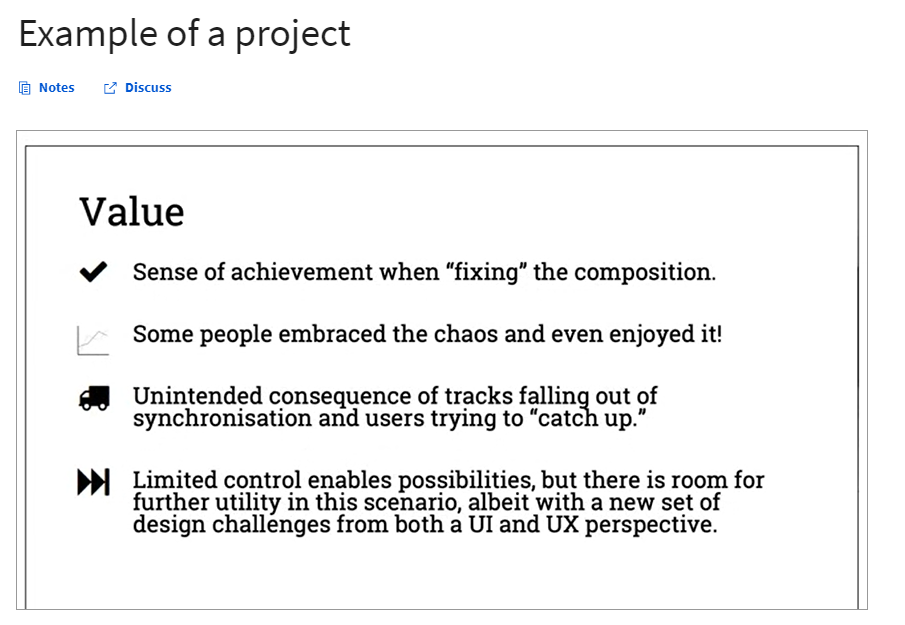 Example of a project
Notes Discuss
Value
Sense of achievement when “fixing” the composition.
Some people embraced the chaos and even enjoyed it!
Unintended consequence of tracks falling out of
synchronisation and users trying to “catch up.”
Limited control enables possibilities, but there is room for
further utility in this scenario, albeit with a new set of
design challenges from both a UI and UX perspective.